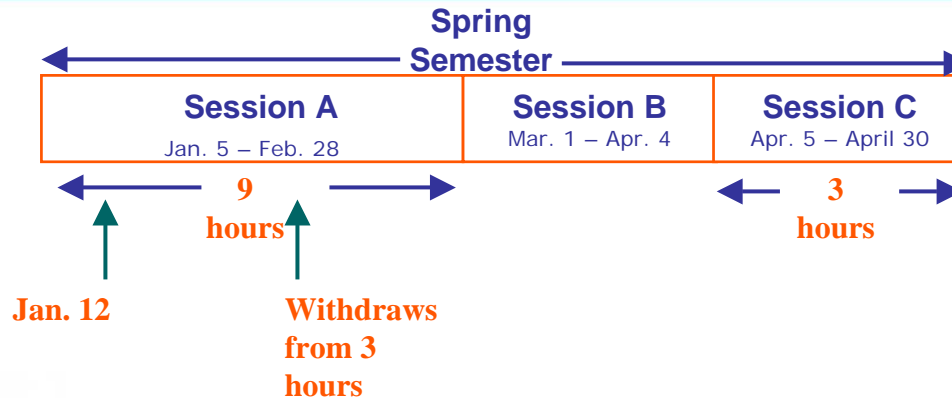 Spring
Semester
Session A
Jan. 5 – Feb. 28
Session B
Mar. 1 – Apr. 4
Session C
Apr. 5 – April 30
9
hours
3
hours
Jan. 12
Withdraws
from 3
hours